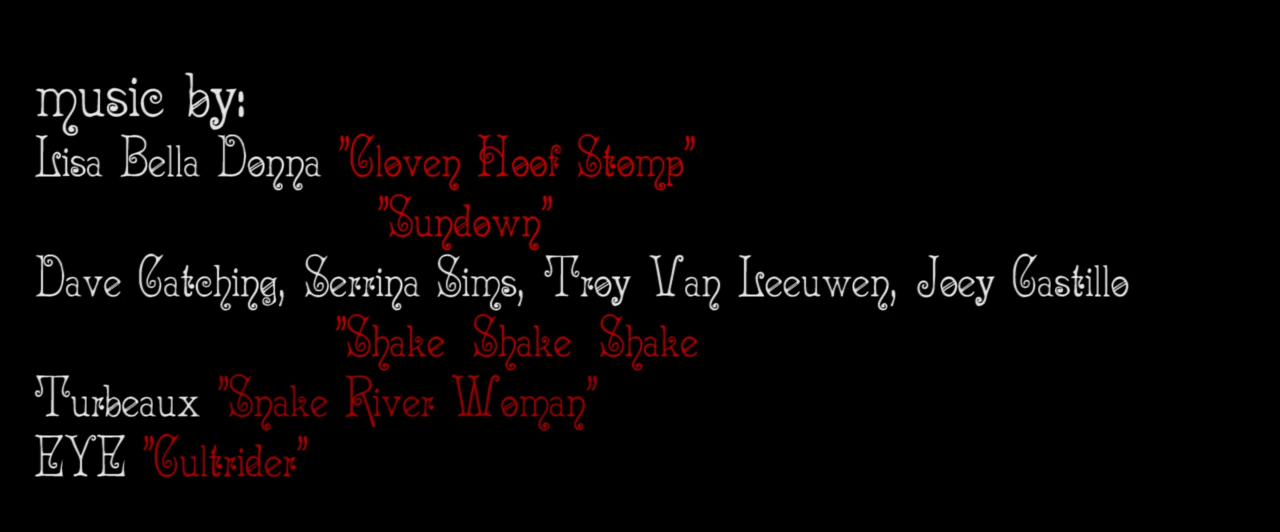 music by:
Lisa Bella Donna "Cloven Hoof Stomp"
"Sundown"
Dave Catching, Serrina Sims, Troy Van Leeuwen, Joey Castillo
"Shake Shake Shake
Turbeaux "Snake River Woman"
EYE "Cultrider"